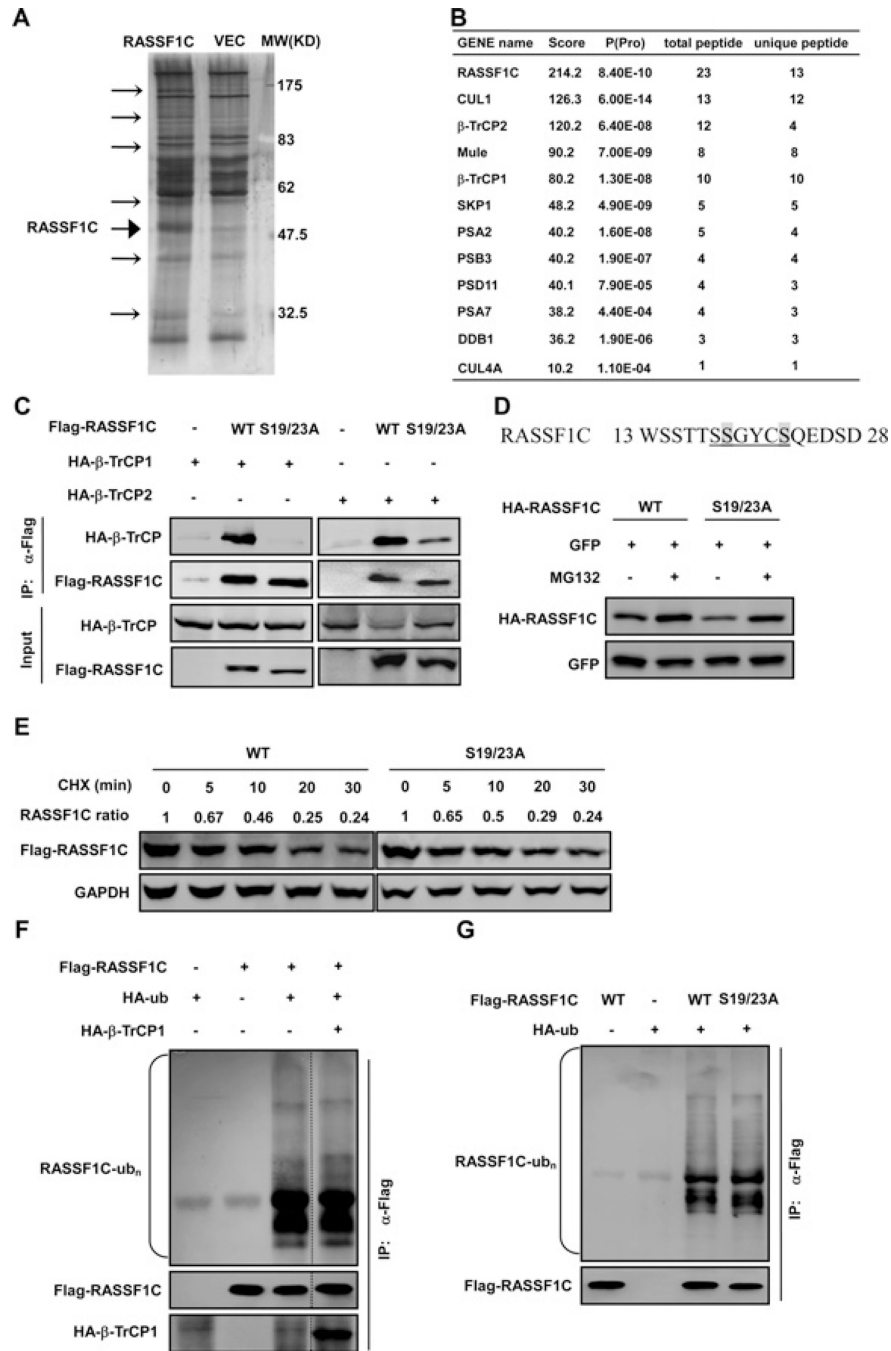 A
RASSF1C VEC MW(KD)
175
83
62
RASSF1C
47.5
32.5
B
GENE name Score P(Pro) total peptide unique peptide
RASSF1C 214.2 8.40E-10 23 13
CUL1 126.3 6.00E-14 13 12
β-TrCP2 120.2 6.40E-08 12 4
Mule 90.2 7.00E-09 8 8
β-TrCP1 80.2 1.30E-08 10 10
SKP1 48.2 4.90E-09 5 5
PSA2 40.2 1.60E-08 5 4
PSB3 40.2 1.90E-07 4 4
PSD11 40.1 7.90E-05 4 3
PSA7 38.2 4.40E-04 4 3
DDB1 36.2 1.90E-06 3 3
CUL4A 10.2 1.10E-04 1 1
C
Flag-RASSF1C - WT S19/23A - WT S19/23A
HA-β-TrCP1 + + + - - -
HA-β-TrCP2 - - - + + +
IP: α-Flag
HA-β-TrCP
Flag-RASSF1C
Input
HA-β-TrCP
Flag-RASSF1C
D
RASSF1C 13 WSSTTSSGYCSQEDSD 28
HA-RASSF1C WT S19/23A
GFP + + + +
MG132 - + - +
HA-RASSF1C
GFP
E
WT S19/23A
CHX (min) 0 5 10 20 30 0 5 10 20 30
RASSF1C ratio 1 0.67 0.46 0.25 0.24 1 0.65 0.5 0.29 0.24
Flag-RASSF1C
GAPDH
F
Flag-RASSF1C - + + +
HA-ub + - + +
HA-β-TrCP1 - - - +
RASSF1C-ubn
Flag-RASSF1C
HA-β-TrCP1
IP: α-Flag
G
Flag-RASSF1C WT - WT S19/23A
HA-ub - + + +
RASSF1C-ubn
Flag-RASSF1C
IP: α-Flag